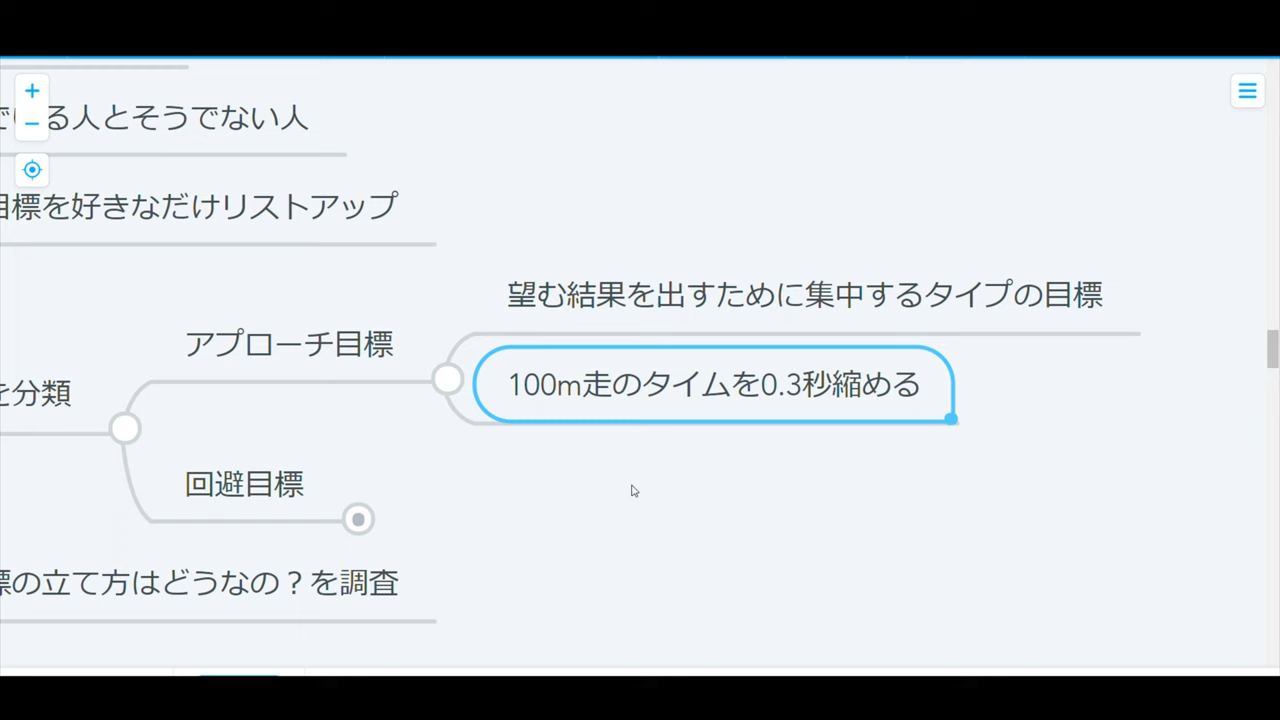 る人とそうでない人
目標を好きなだけリストアップ
望む結果を出すために集中するタイプの目標
アプローチ目標
100m走のタイムを0.3秒縮める
を分類
回避目標
標の立て方はどうなの？を調査